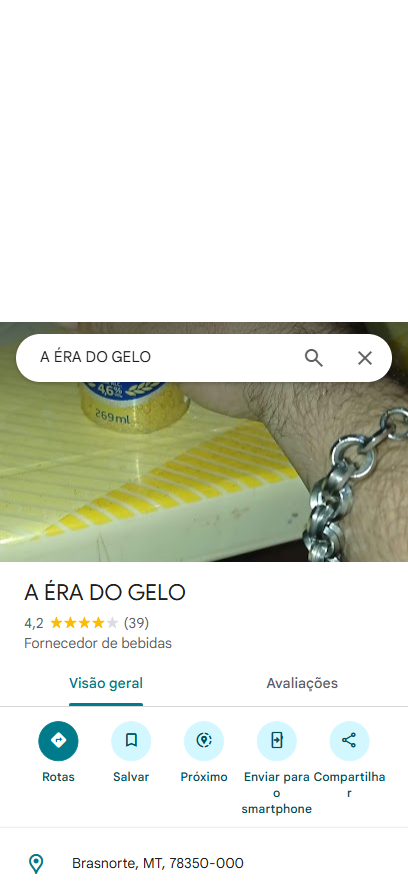 A ÉRA DO GELO
4,6%
269ml
A ÉRA DO GELO
4,2 (39)
Fornecedor de bebidas
Visão geral Avaliações
Rotas Salvar Próximo Enviar para Compartilha
o r
smartphone
Brasnorte, MT, 78350-000